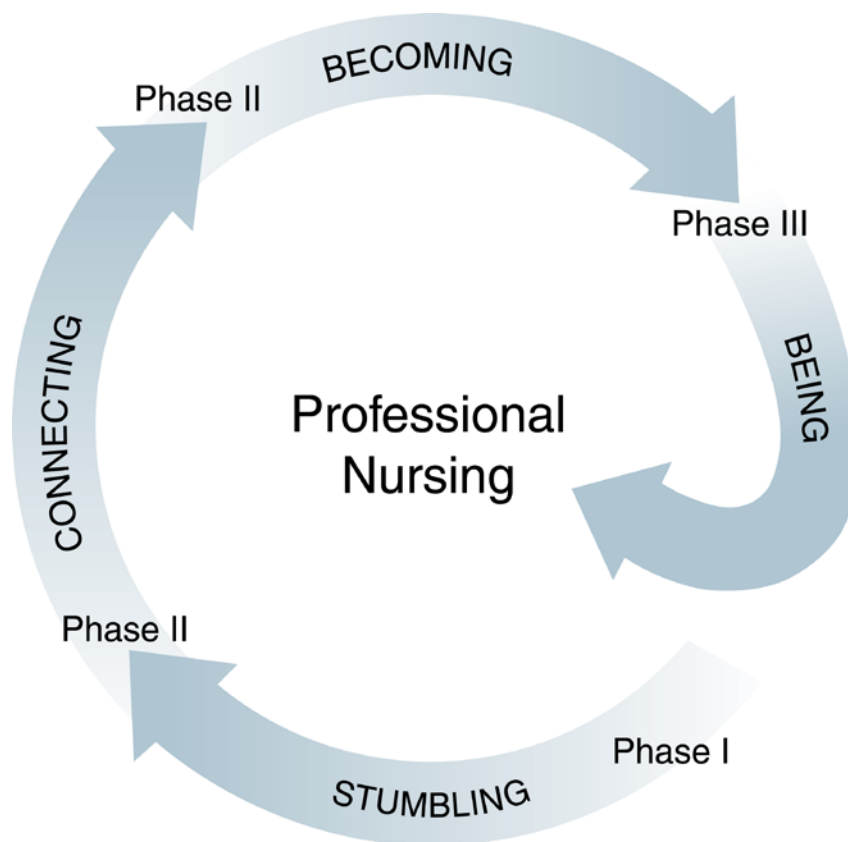 BECOMING
Phase II
Phase III
BEING
CONNECTING
Professional
Nursing
Phase II
Phase I
STUMBLING